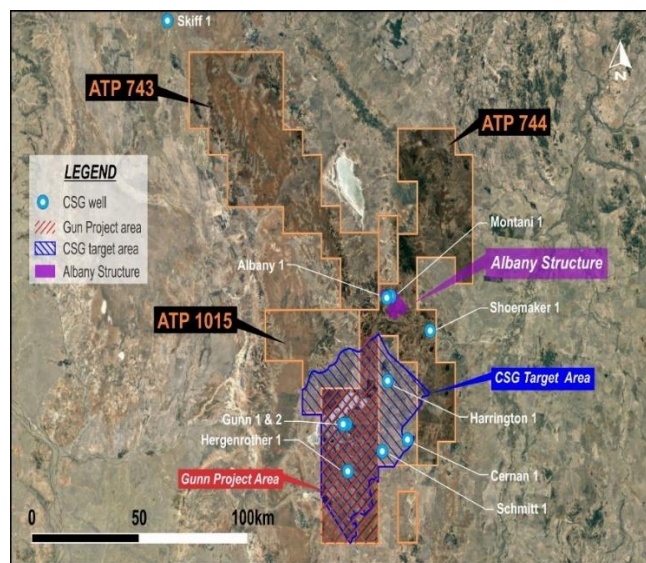 Skiff 1
ATP 743
N
ATP 744
LEGEND
CSG well
Gun Project area
CSG target area
Albany Structure
Montani 1
Albany 1
Albany Structure
Shoemaker 1
ATP 1015
CSG Target Area
Gunn 1 & 2
Harrington 1
Hergenrother 1
Gunn Project Area
Cernan 1
Schmitt 1
0 50 100km